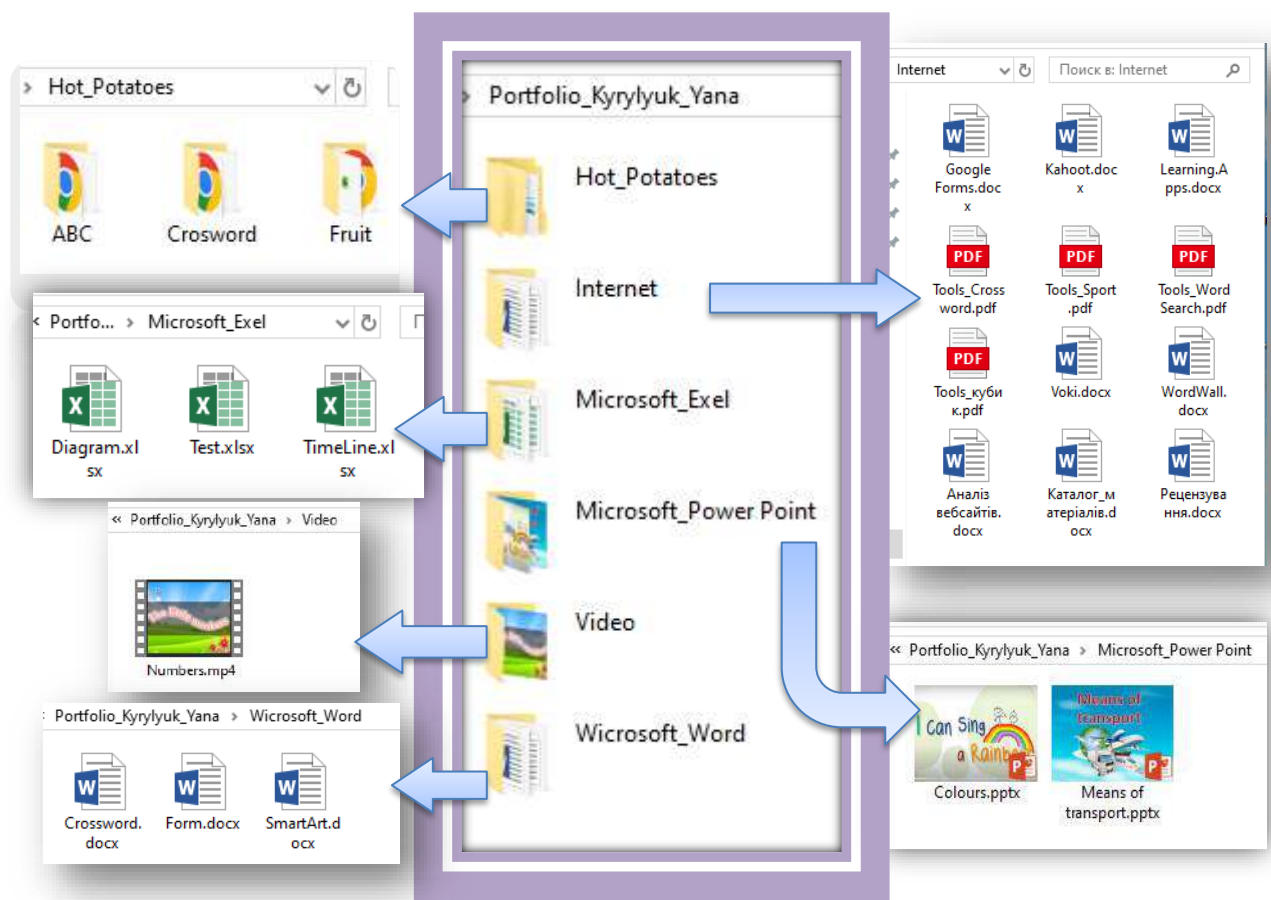 Hot_Potatoes
ABC
Crosword
Fruit
Portfo... > Microsoft_Exel
Diagram.xl
sx
Test.xlsx
TimeLine.xl
sx
« Portfolio_Kyrylyuk_Yana > Video
Numbers.mp4
Portfolio_Kyrylyuk_Yana > Wicrosoft_Word
Crossword.
docx
Form.docx
SmartArt.d
ocx
Portfolio_Kyrylyuk_Yana
Hot_Potatoes
Internet
Microsoft_Exel
Microsoft_Power Point
Video
Wicrosoft_Word
Internet
Поиск в: Internet
Google
Forms.doc
x
Kahoot.doc
x
Learning.A
pps.docx
PDF
Tools_Cross
word.pdf
PDF
Tools_Sport
.pdf
PDF
Tools_Word
Search.pdf
PDF
Tools_куби
к.pdf
Voki.docx
WordWall.
docx
Аналіз
вебсайтів.
docx
Каталог_м
атеріалів.d
ocx
Рецензува
ння.docx
« Portfolio_Kyrylyuk_Yana > Microsoft_Power Point
I Can Sing
a Rainbo
Colours.pptx
Means of
transport
Means of
transport.pptx